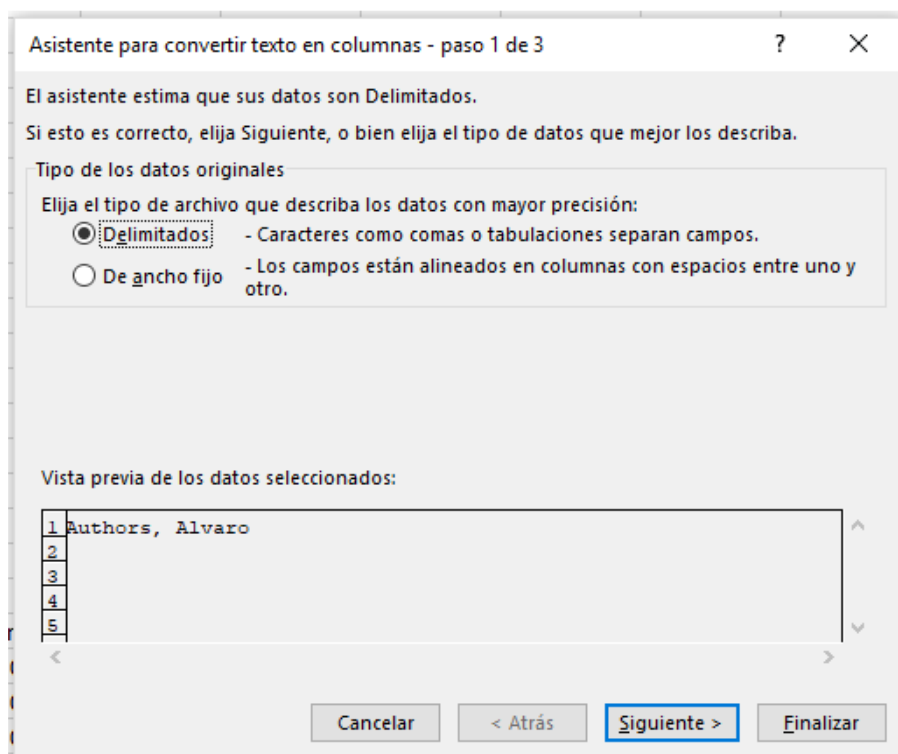 Asistente para convertir texto en columnas - paso 1 de 3 ?
El asistente estima que sus datos son Delimitados.
Si esto es correcto, elija Siguiente, o bien elija el tipo de datos que mejor los describa.
Tipo de los datos originales
Elija el tipo de archivo que describa los datos con mayor precisión:
Delimitados - Caracteres como comas o tabulaciones separan campos.
De ancho fijo - Los campos están alineados en columnas con espacios entre uno y
otro.
Vista previa de los datos seleccionados:
1 Authors, Alvaro
2
3
4
5
Cancelar < Atrás Siguiente > Finalizar